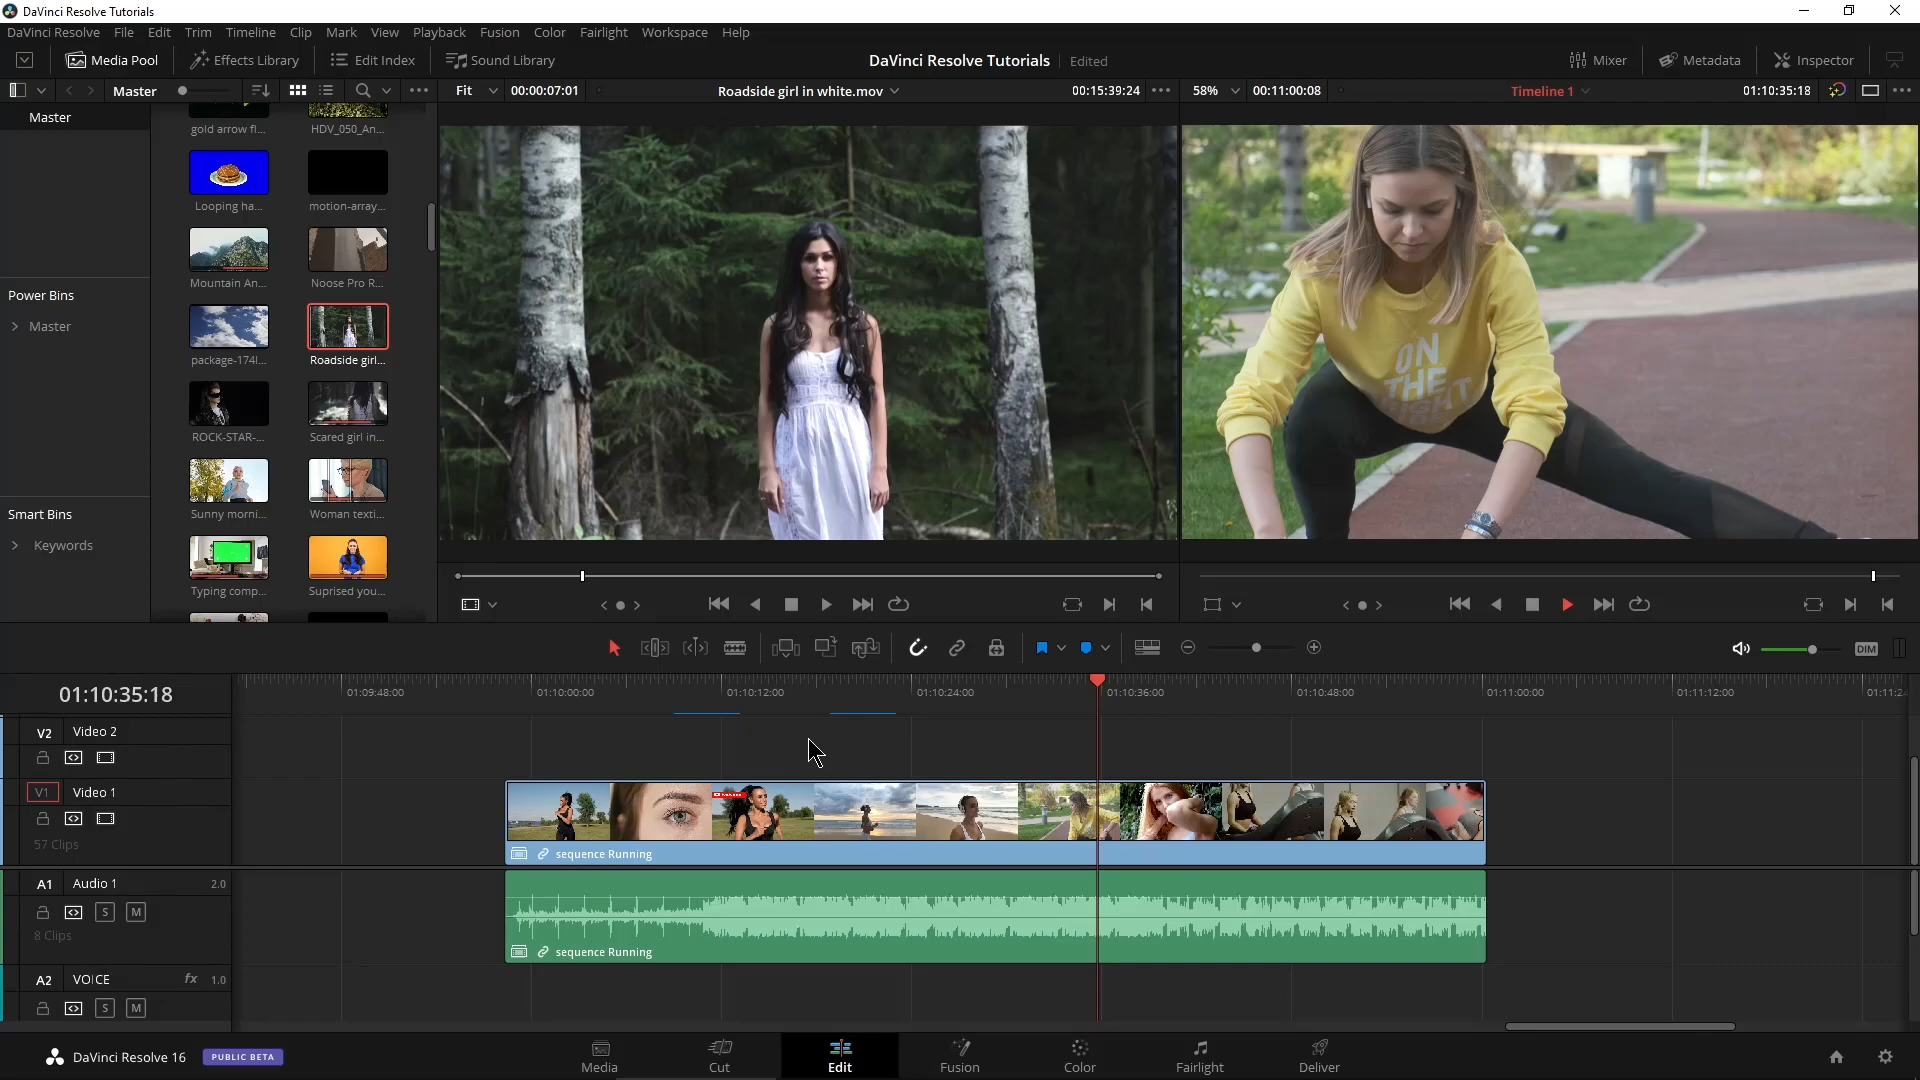 DaVinci Resolve Tutorials
DaVinci Resolve File Edit Trim Timeline Clip Mark View Playback Fusion Color Fairlight Workspace Help
Media Pool Effects Library Edit Index Sound Library DaVinci Resolve Tutorials Edited Mixer Metadata Inspector
Master Fit 00:00:07:01 Roadside girl in white.mov 00:15:39:24 58% 00:11:00:08 Timeline 1 01:10:35:18
Master
gold arrow fl... HDV_050_An...
Looping ha... motion-array...
Mountain An... Noose Pro R...
Power Bins
Master
package-174l... Roadside girl...
ROCK-STAR-... Scared girl in...
Smart Bins
Sunny morni... Woman texti...
Keywords
Typing comp... Suprised you...
ON
THE
DIM
01:10:35:18 01:09:48:00 01:10:00:00 01:10:12:00 01:10:24:00 01:10:36:00 01:10:48:00 01:11:00:00 01:11:12:00 01:11:24
V2 Video 2
V1 Video 1
57 Clips
sequence Running
A1 Audio 1 2.0
S M
8 Clips
sequence Running
A2 VOICE fx 1.0
S M
DaVinci Resolve 16 PUBLIC BETA
Media Cut Edit Fusion Color Fairlight Deliver